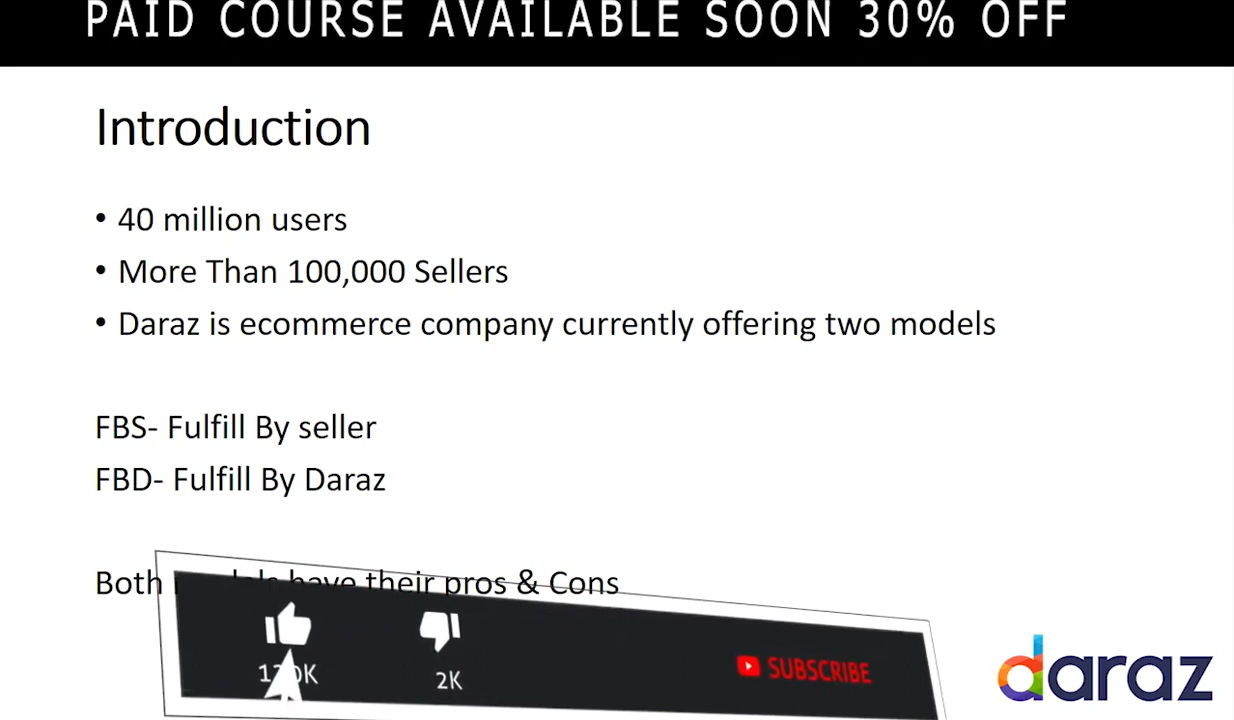 PAID COURSE AVAILABLE SOON 30% OFF
Introduction
• 40 million users
• More Than 100,000 Sellers
• Daraz is ecommerce company currently offering two models
FBS- Fulfill By seller
FBD- Fulfill By Daraz
Both have their pros & Cons
2K
SUBSCRIBE
daraz